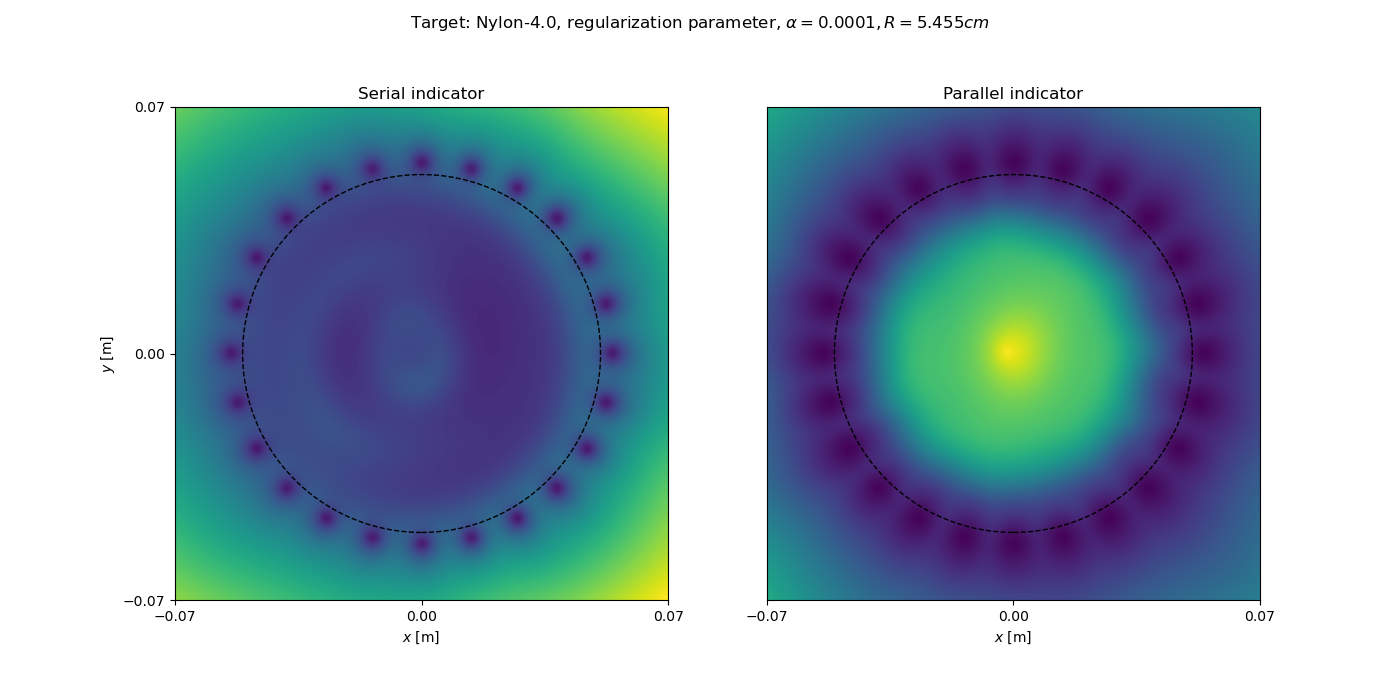 Target: Nylon-4.0, regularization parameter, α = 0.0001, R = 5.455cm
Serial indicator
Parallel indicator
0.07
0.00
−0.07
y [m]
−0.07
0.00
0.07
x [m]
−0.07
0.00
0.07
x [m]